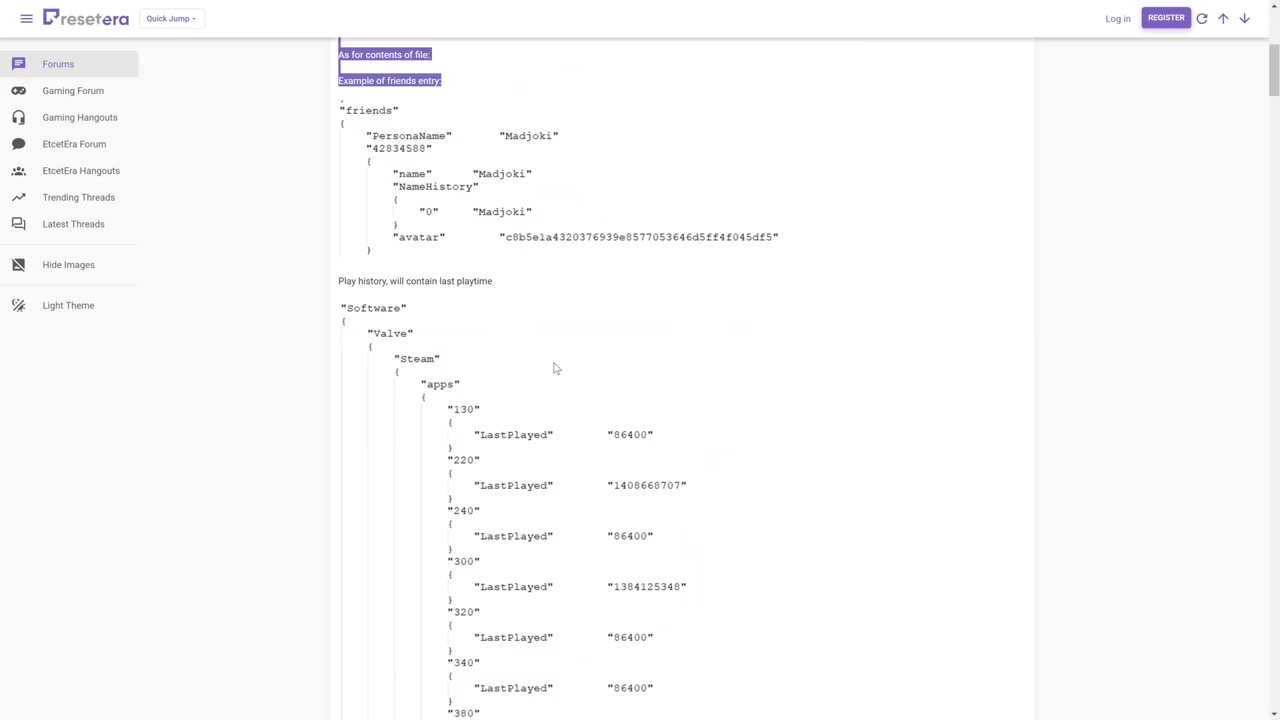 resetera
Quick Jump
Log in
REGISTER
Forums
Gaming Forum
Gaming Hangouts
EtcetEra Forum
EtcetEra Hangouts
Trending Threads
Latest Threads
Hide Images
Light Theme
As for contents of file:
Example of friends entry:
"friends"
{
"PersonaName" "Madjoki"
"42834588"
{
"name" "Madjoki"
"NameHistory"
{
"0" "Madjoki"
}
"avatar" "c8b5e1a4320376939e8577053646d5ff4f045df5"
}
Play history, will contain last playtime
"Software"
{
"Valve"
{
"Steam"
{
"apps"
{
"130"
{
"LastPlayed" "86400"
}
"220"
{
"LastPlayed" "1408668707"
}
"240"
{
"LastPlayed" "86400"
}
"300"
{
"LastPlayed" "1384125348"
}
"320"
{
"LastPlayed" "86400"
}
"340"
{
"LastPlayed" "86400"
}
"380"